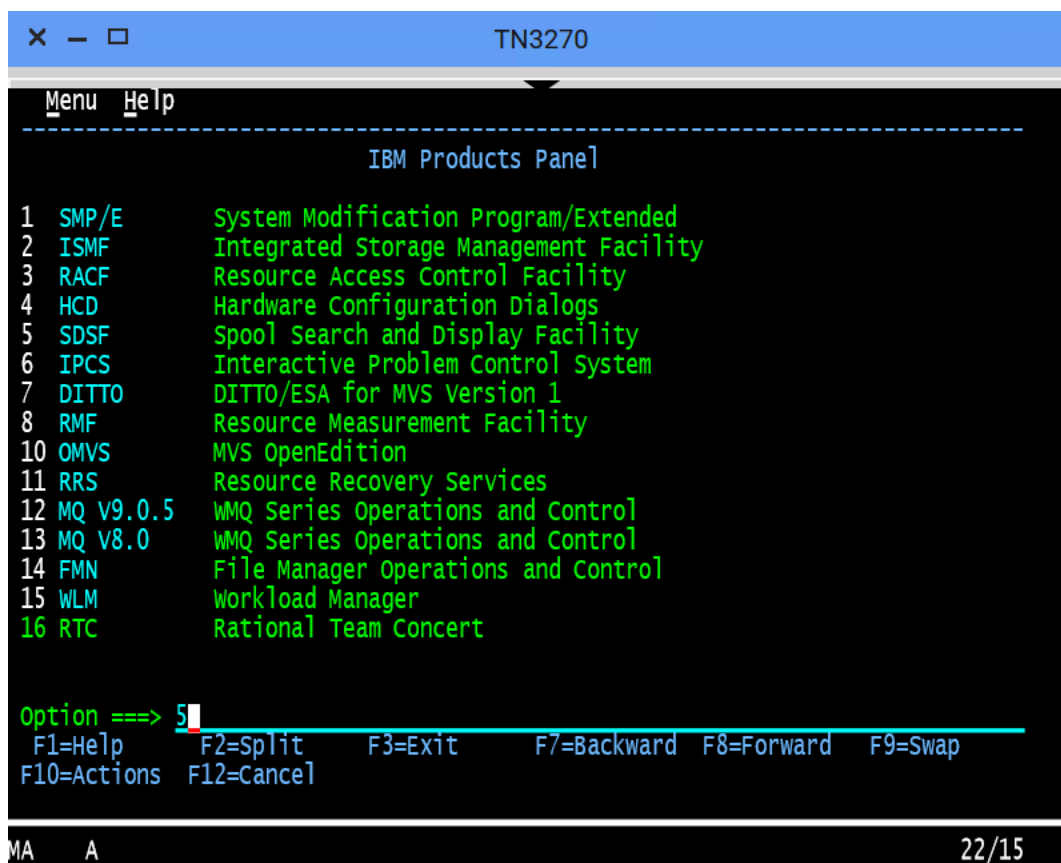 TN3270
Menu Help
--------------------------------------------------------------------------------
IBM Products Panel
1 SMP/E System Modification Program/Extended
2 ISMF Integrated Storage Management Facility
3 RACF Resource Access Control Facility
4 HCD Hardware Configuration Dialogs
5 SDSF Spool Search and Display Facility
6 IPCS Interactive Problem Control System
7 DITTO DITTO/ESA for MVS Version 1
8 RMF Resource Measurement Facility
10 OMVS MVS OpenEdition
11 RRS Resource Recovery Services
12 MQ V9.0.5 WMQ Series Operations and Control
13 MQ V8.0 WMQ Series Operations and Control
14 FMN File Manager Operations and Control
15 WLM Workload Manager
16 RTC Rational Team Concert
Option ===> 5
F1=Help F2=Split F3=Exit F7=Backward F8=Forward F9=Swap
F10=Actions F12=Cancel
MA A 22/15